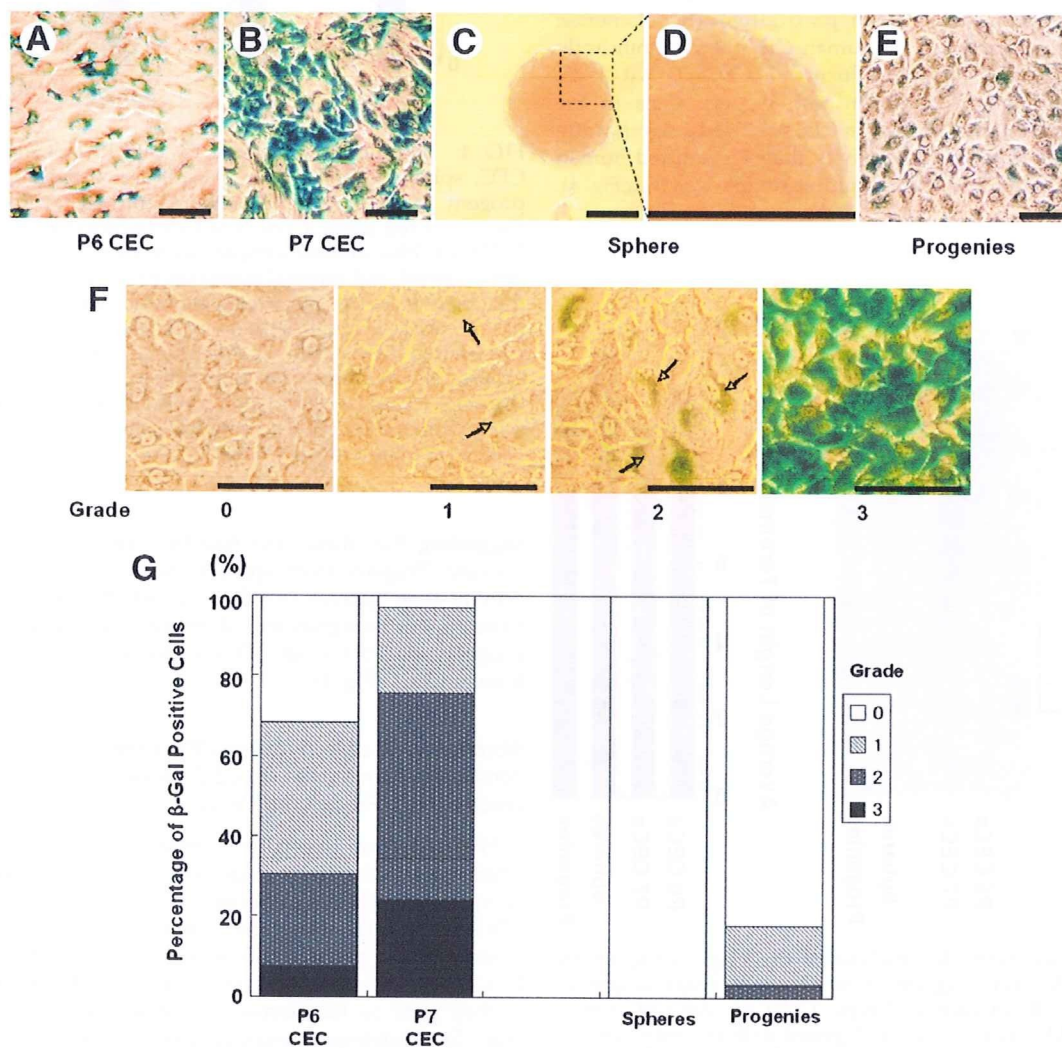 A B C D E
P6 CEC P7 CEC Sphere Progenies
F
Grade 0 1 2 3
G (%)
Percentage of β-Gal Positive Cells
100
80
60
40
20
0
P6 CEC
P7 CEC
Spheres
Progenies
Grade
0
1
2
3